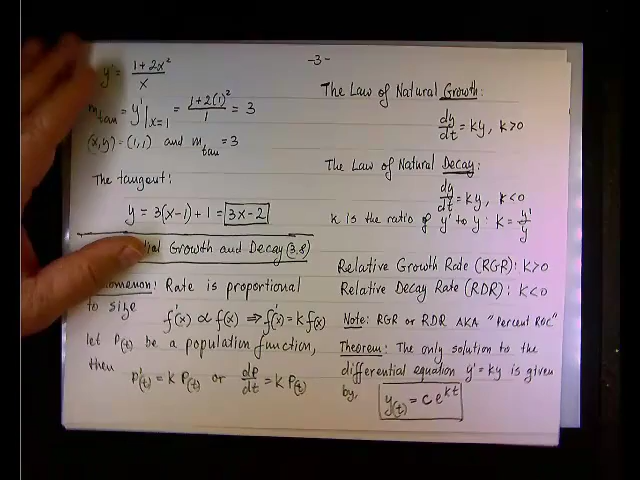 -3-
y' = (1+2x²)/x
m_tan = y'|x=1 = (1+2(1)²)/1 = 3
(x,y) = (1,1) and m_tan = 3
The tangent:
y = 3(x-1)+1 = 3x-2
Growth and Decay (3.8)
Rate is proportional
to size
f'(x) ∝ f(x) ⇒ f'(x) = k f(x)
let P(t) be a population function,
then
P'(t) = k P(t) or dP/dt = k P(t)
The Law of Natural Growth:
dy/dt = ky, k>0
The Law of Natural Decay:
dy/dt = ky, k<0
k is the ratio of y' to y: k = y'/y
Relative Growth Rate (RGR): k>0
Relative Decay Rate (RDR): k<0
Note: RGR or RDR AKA "Percent ROC"
Theorem: The only solution to the
differential equation y' = ky is given
by, y(t) = c e^kt